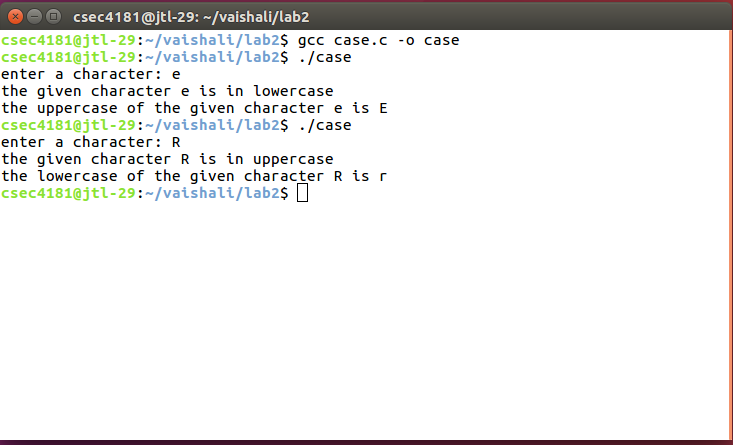 csec4181@jtl-29: ~/vaishali/lab2
csec4181@jtl-29:~/vaishali/lab2$ gcc case.c -o case
csec4181@jtl-29:~/vaishali/lab2$ ./case
enter a character: e
the given character e is in lowercase
the uppercase of the given character e is E
csec4181@jtl-29:~/vaishali/lab2$ ./case
enter a character: R
the given character R is in uppercase
the lowercase of the given character R is r
csec4181@jtl-29:~/vaishali/lab2$